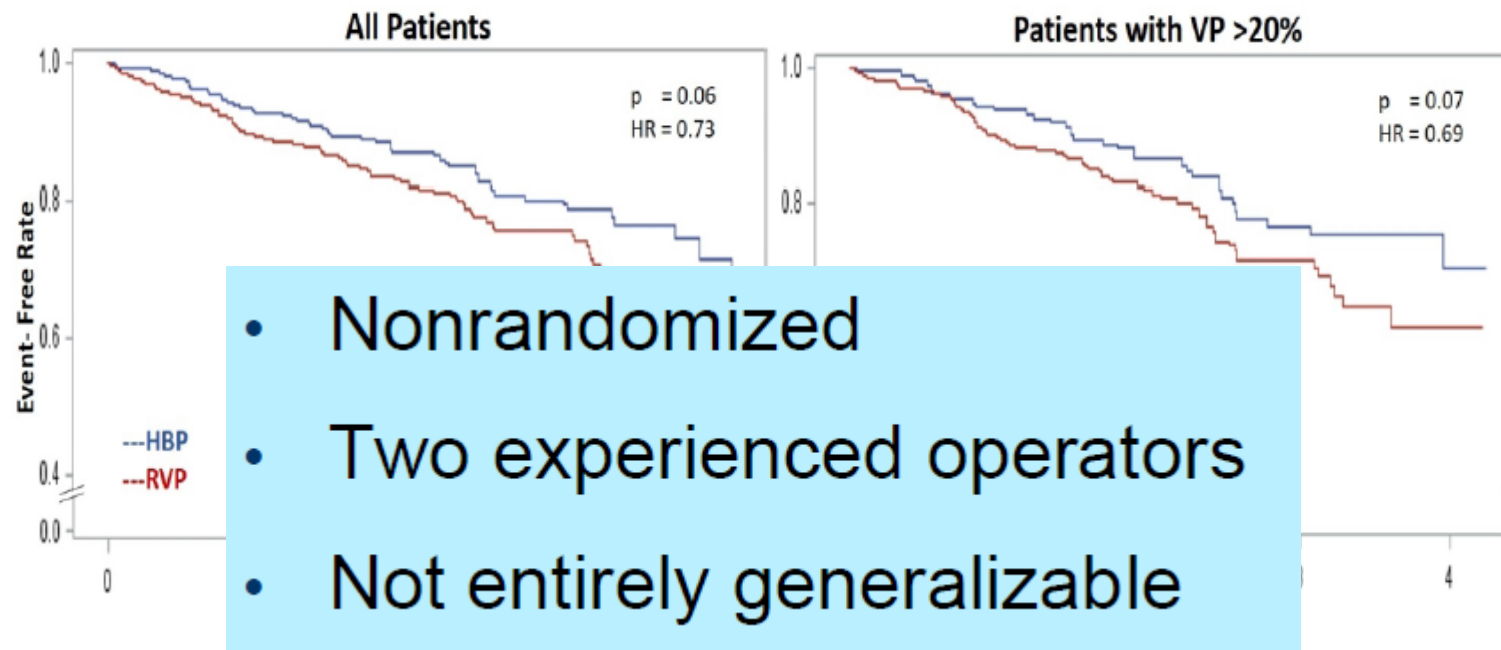 All Patients
Patients with VP >20%
1.0
p = 0.06
HR = 0.73
1.0
p = 0.07
HR = 0.69
0.8
0.8
Event- Free Rate
0.6
0.4
0.0
---HBP
---RVP
• Nonrandomized
• Two experienced operators
• Not entirely generalizable
0
4